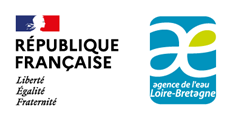 RÉPUBLIQUE
FRANÇAISE
Liberté
Égalité
Fraternité
agence de l'eau
Loire-Bretagne